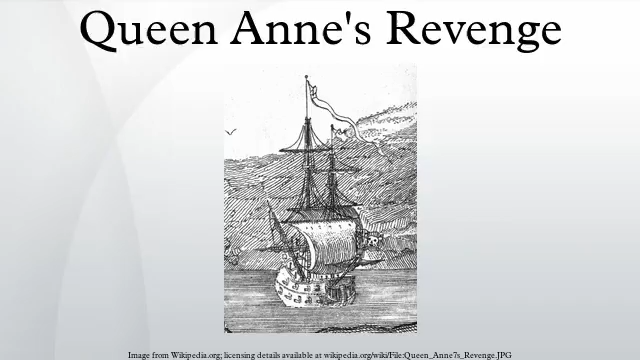 Queen Anne's Revenge
Image from Wikipedia.org; licensing details available at wikipedia.org/wiki/File:Queen_Anne7s_Revenge.JPG